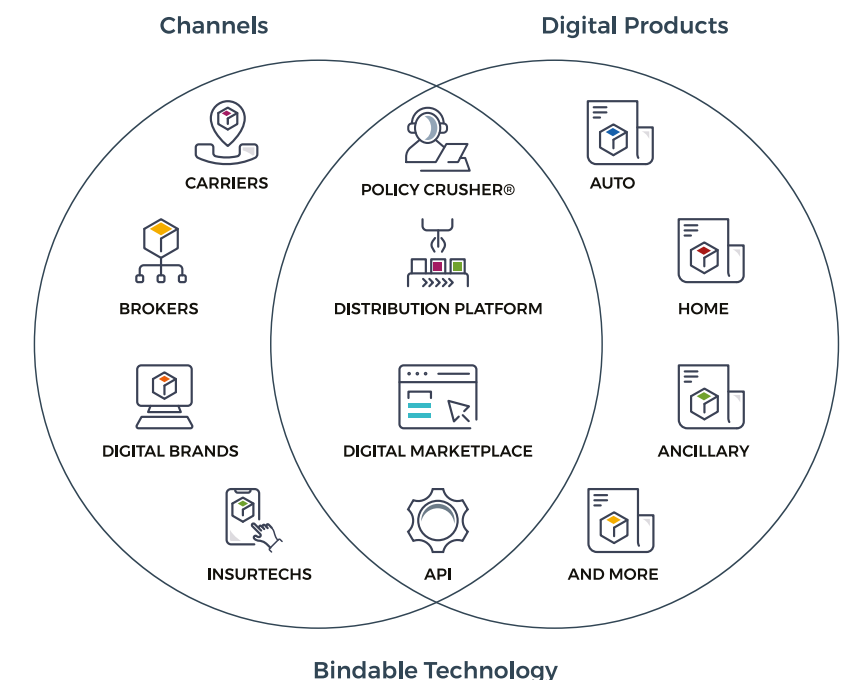 Channels
Digital Products
CARRIERS
POLICY CRUSHER®
AUTO
BROKERS
DISTRIBUTION PLATFORM
HOME
DIGITAL BRANDS
DIGITAL MARKETPLACE
ANCILLARY
INSURTECHS
API
AND MORE
Bindable Technology